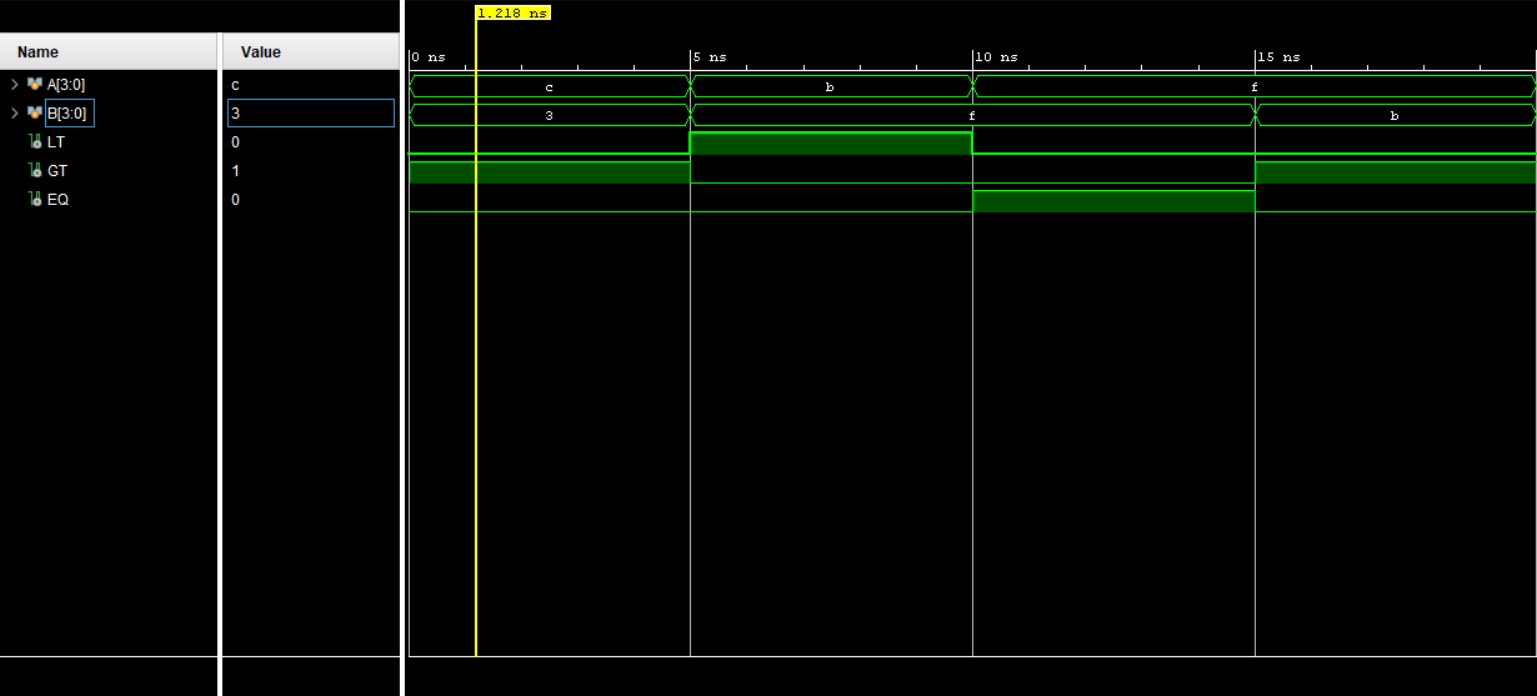 1.218 ns
Name Value
0 ns 5 ns 10 ns 15 ns
A[3:0] c c b f
B[3:0] 3 3 f b
LT 0
GT 1
EQ 0